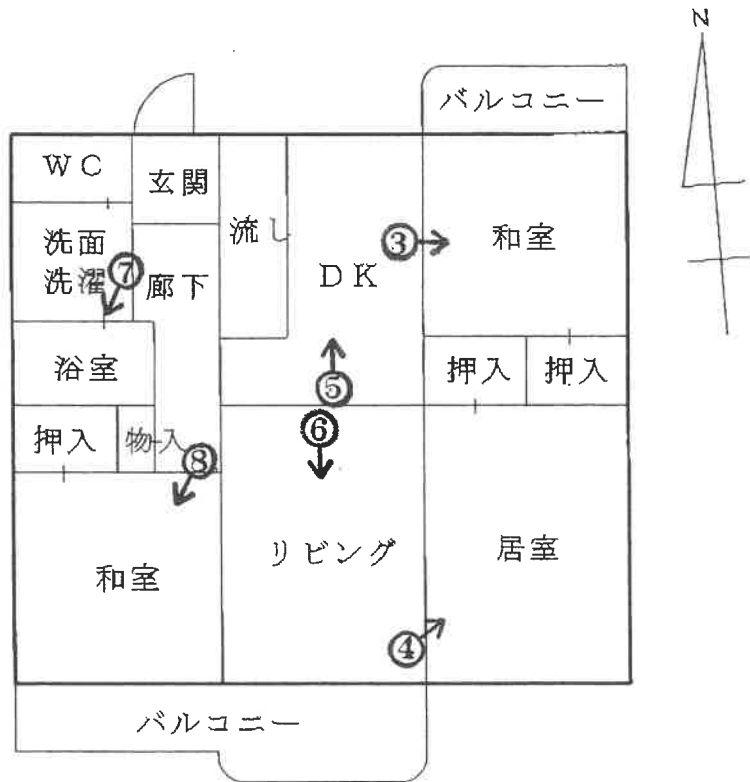 N
バルコニー
WC
玄関
流し
③
和室
洗面
洗濯
⑦
廊下
DK
浴室
⑤
押入
押入
押入
物入
⑥
⑧
和室
リビング
居室
④
バルコニー